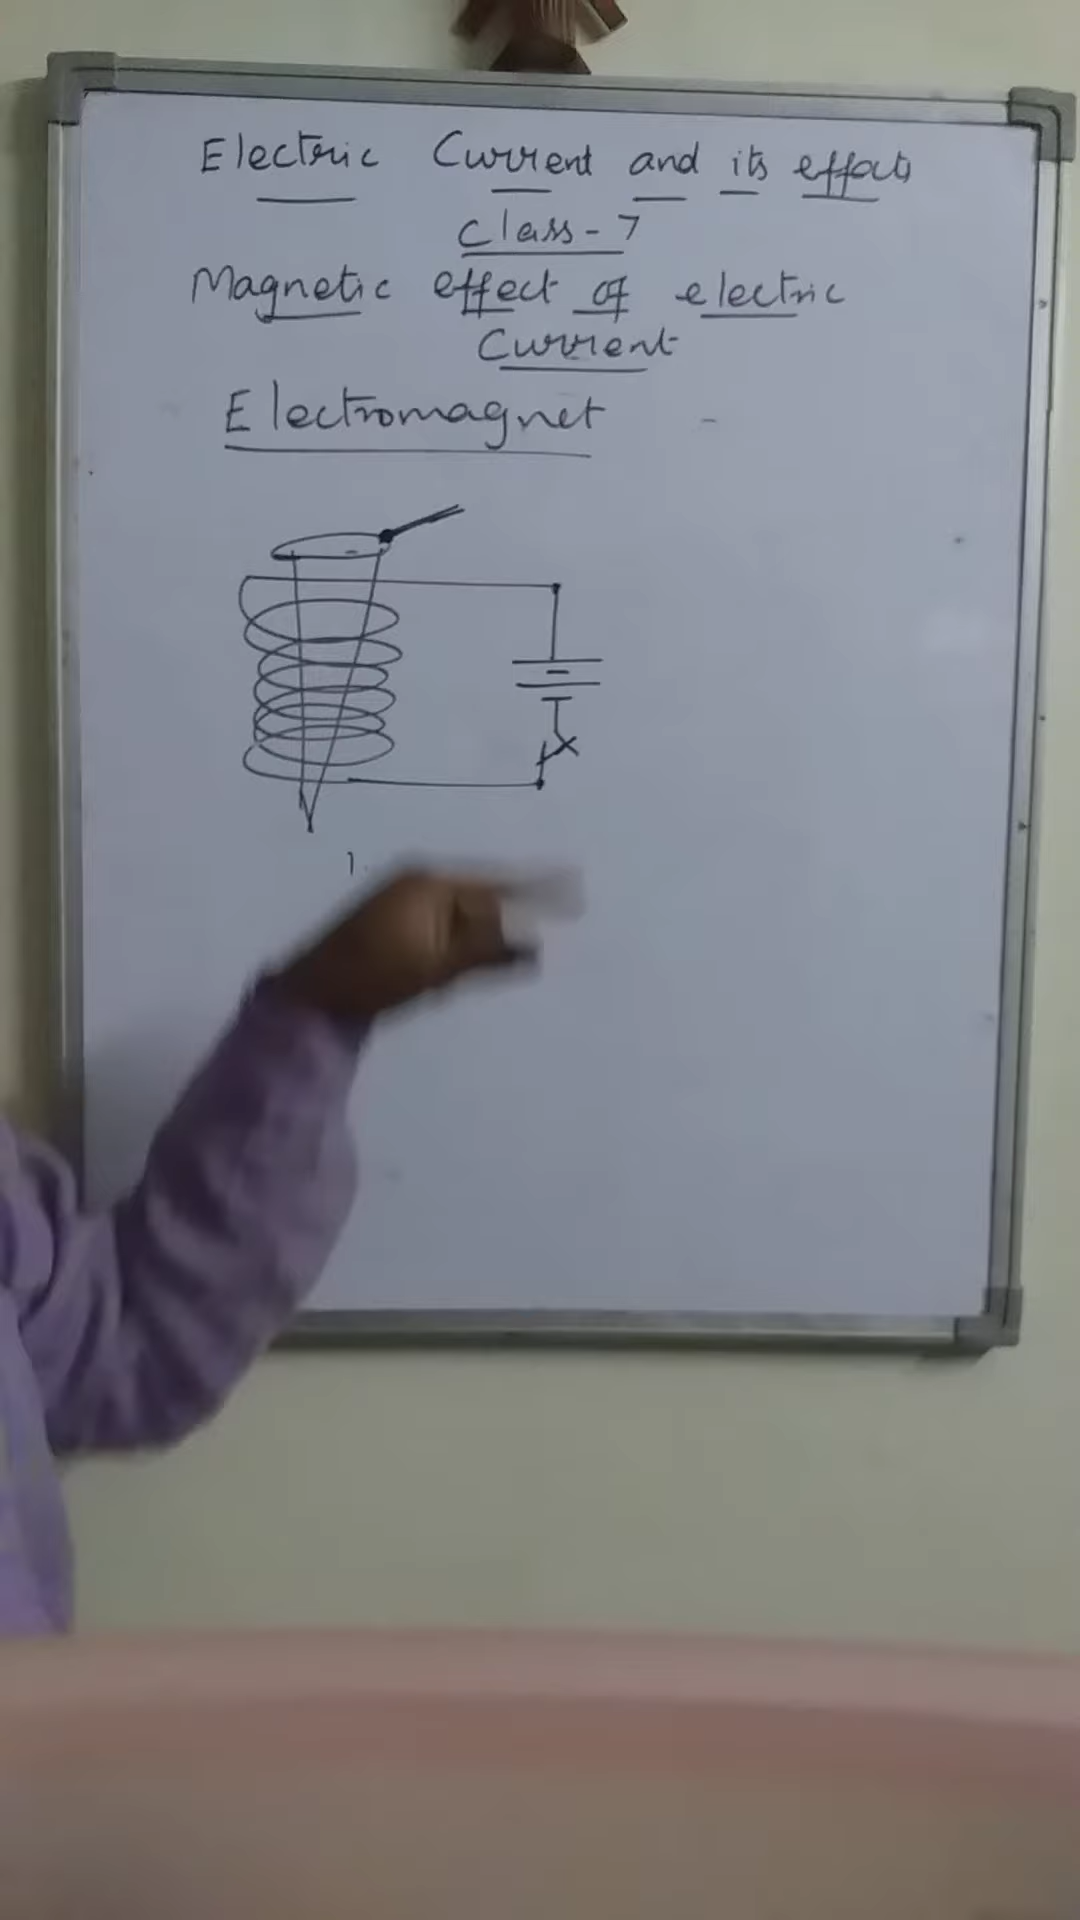 Electric Current and its effects
Class-7
Magnetic effect of electric
Current
Electromagnet